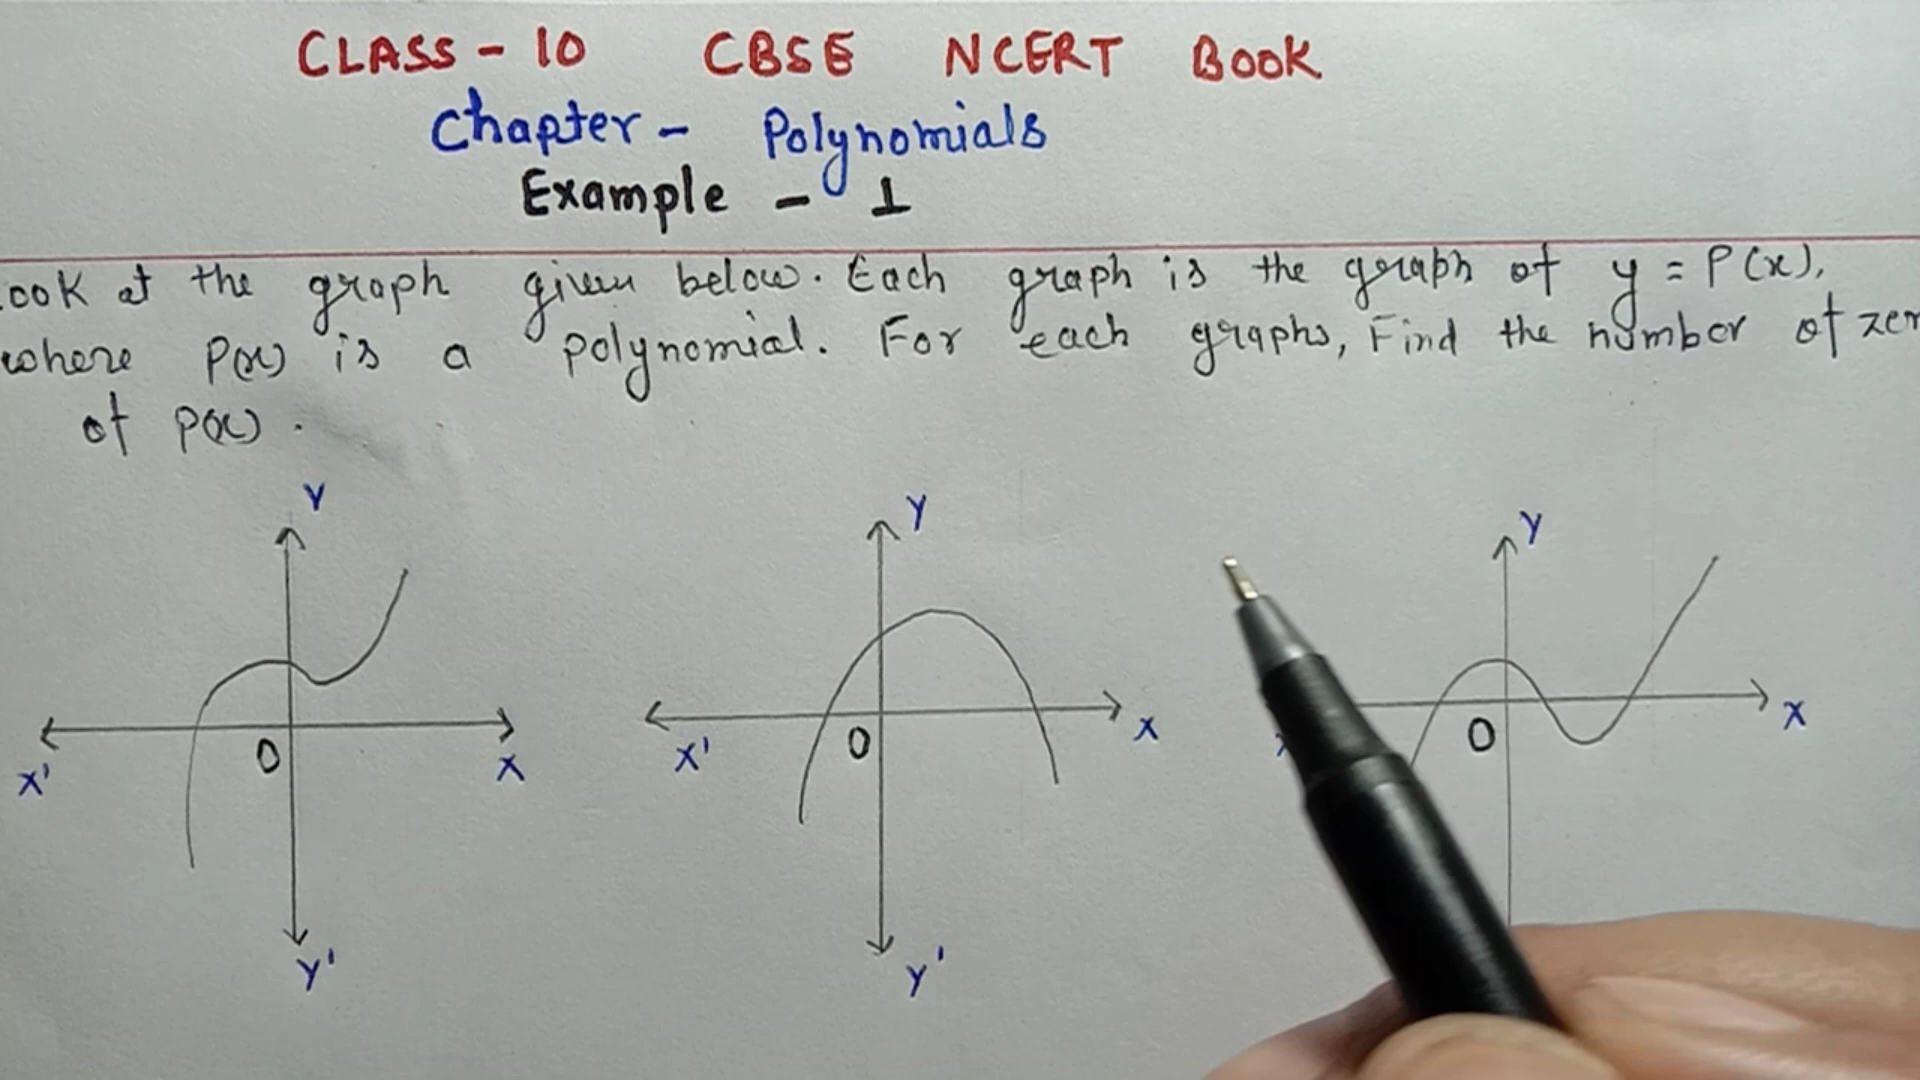 CLASS - 10 CBSE NCERT BOOK
Chapter - Polynomials
Example - 1
ook at the graph given below. Each graph is the graph of y = P(x),
where P(x) is a polynomial. For each graphs, Find the number of zer
of P(x).
Y Y Y
X' O X X' O X O X
Y' Y'